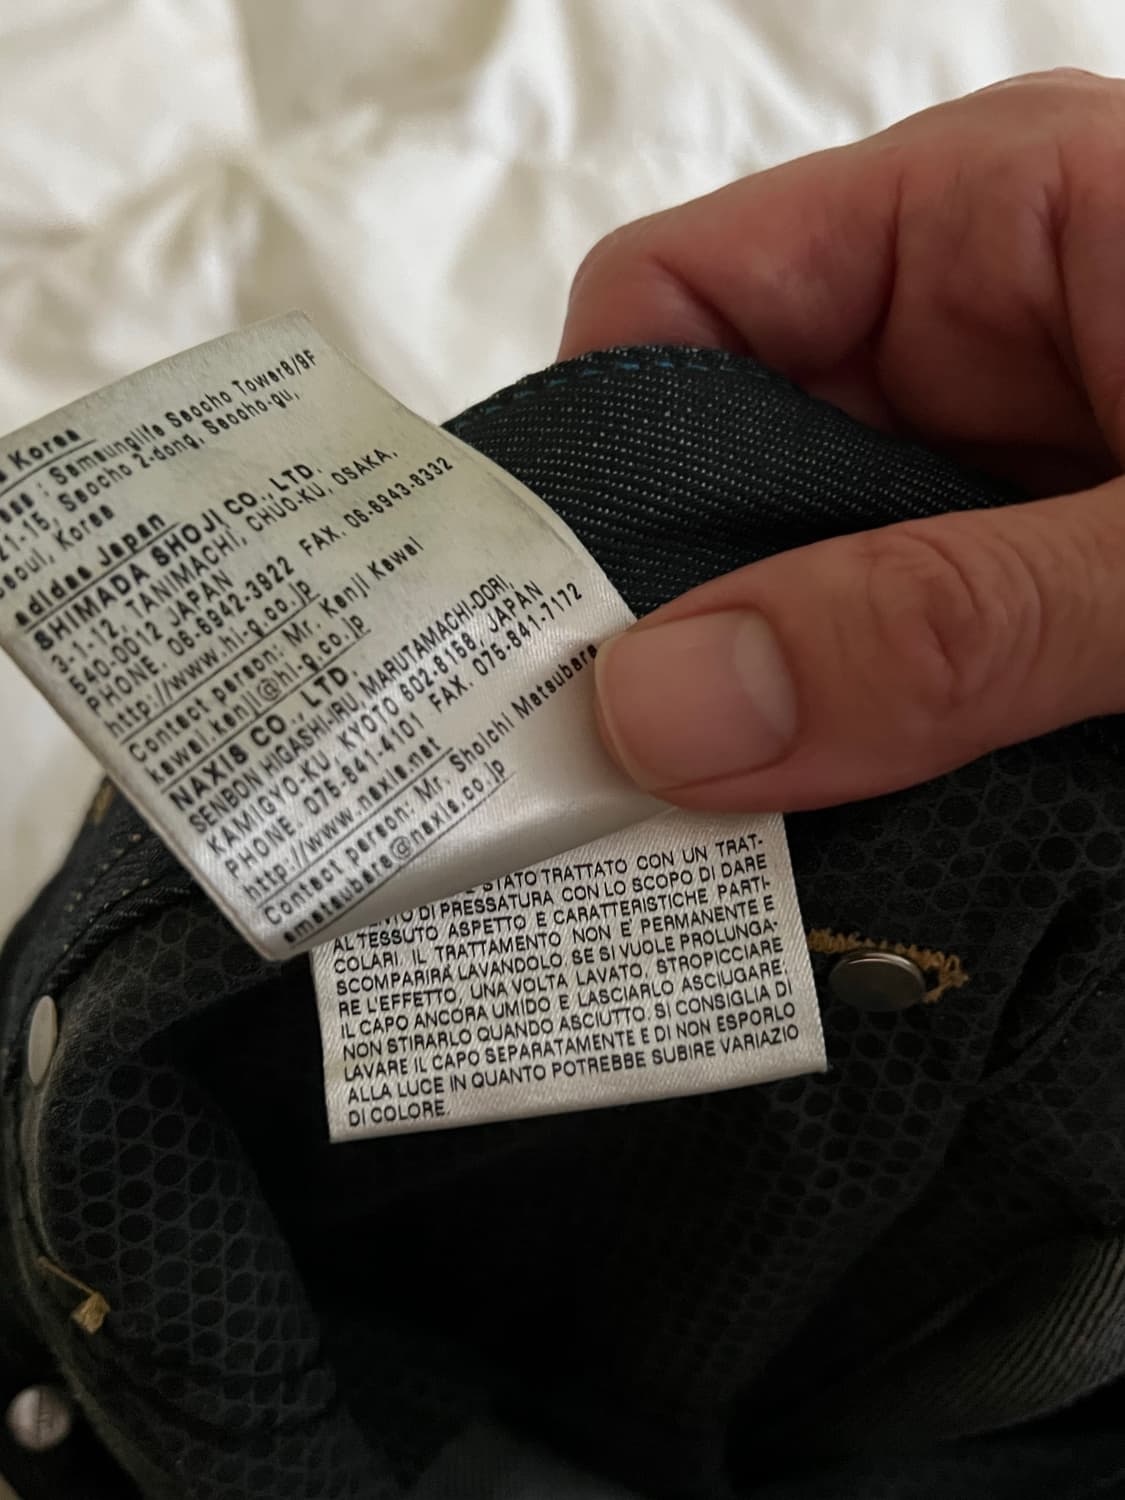 Korea
: Samsunglife Seocho TowerB/9F
21-15, Seocho 2-dong, Seocho-gu,
Seoul, Korea
adidas Japan
SHIMADA SHOJI CO., LTD.
3-1-12, TANIMACHI, CHUO-KU, OSAKA,
540-0012 JAPAN
PHONE. 06-6942-3922 FAX. 06-6943-8332
http://www.hi-q.co.jp
Contact person: Mr. Kenji Kawai
kawai.kenji@hi-q.co.jp
NAXIS CO., LTD.
SENBON HIGASHI-IRU, MARUTAMACHI-DORI,
KAMIGYO-KU, KYOTO 602-8158, JAPAN
PHONE. 075-841-4101 FAX. 075-841-7172
http://www.naxis.net
Contact person: Mr. Shoichi Matsubara
matsubara@naxis.co.jp
STATO TRATTATO CON UN TRAT-
DI PRESSATURA CON LO SCOPO DI DARE
AL TESSUTO ASPETTO E CARATTERISTICHE PARTI-
COLARI. IL TRATTAMENTO NON E PERMANENTE E
SCOMPARIRÀ LAVANDOLO. SE SI VUOLE PROLUNGA-
RE L'EFFETTO, UNA VOLTA LAVATO, STROPICCIARE
IL CAPO ANCORA UMIDO E LASCIARLO ASCIUGARE.
NON STIRARLO QUANDO ASCIUTTO. SI CONSIGLIA DI
LAVARE IL CAPO SEPARATAMENTE E DI NON ESPORLO
ALLA LUCE IN QUANTO POTREBBE SUBIRE VARIAZIO
DI COLORE.